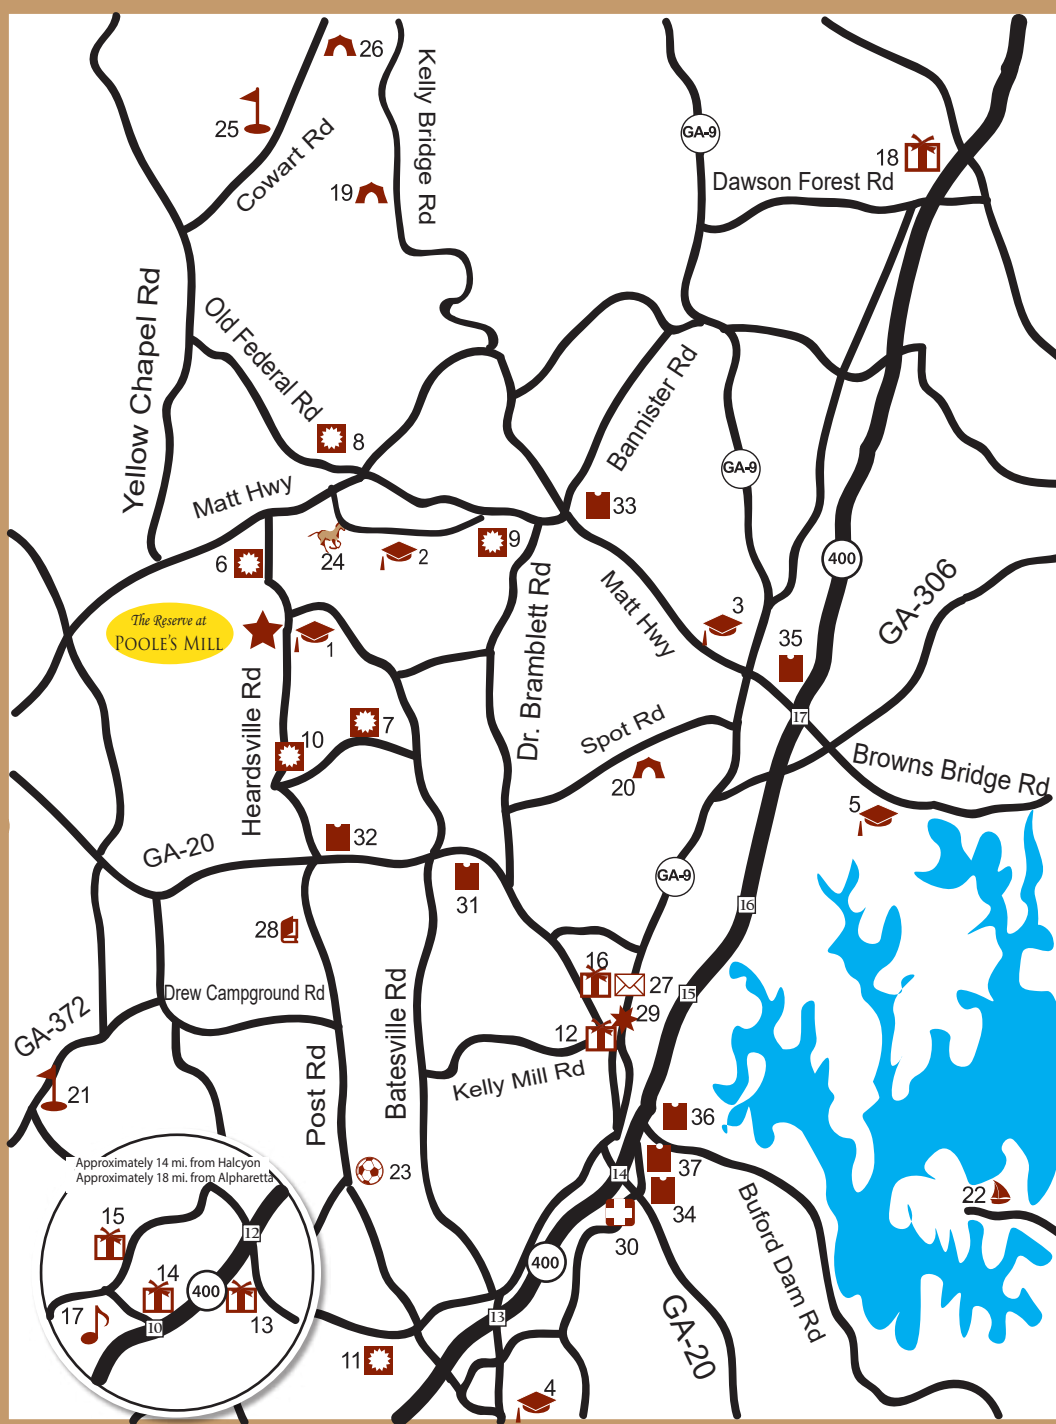 26
Kelly Bridge Rd
25
Cowart Rd
GA-9
18
Dawson Forest Rd
19
Yellow Chapel Rd
Old Federal Rd
8
Bannister Rd
GA-9
Matt Hwy
33
6
24
2
9
400
GA-306
The Reserve at
POOLE'S MILL
1
Dr. Bramblett Rd
Matt Hwy
3
35
Heardsville Rd
10
7
Spot Rd
17
20
Browns Bridge Rd
5
GA-20
32
31
GA-9
16
28
16
27
15
Drew Campground Rd
29
12
GA-372
Post Rd
Batesville Rd
Kelly Mill Rd
21
36
Approximately 14 mi. from Halcyon
Approximately 18 mi. from Alpharetta
23
14
37
34
22
15
12
30
Buford Dam Rd
14
400
400
17
10
13
13
GA-20
11
4